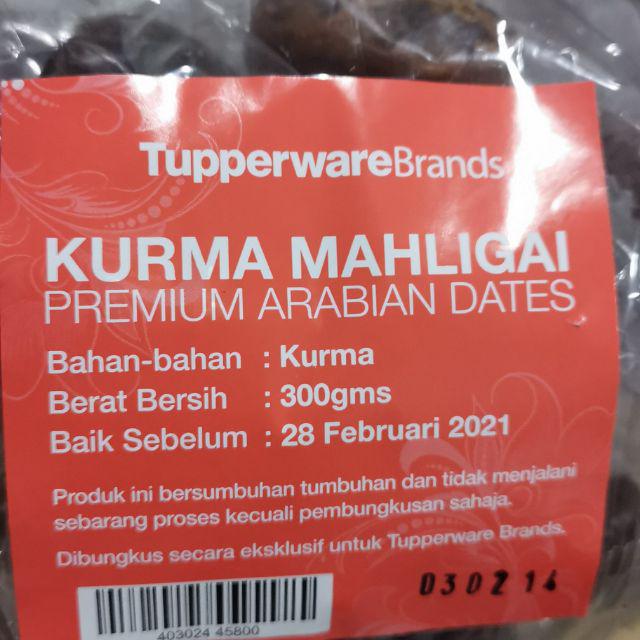 TupperwareBrands
KURMA MAHLIGAI
PREMIUM ARABIAN DATES
Bahan-bahan : Kurma
Berat Bersih : 300gms
Baik Sebelum : 28 Februari 2021
Produk ini bersumbuhan tumbuhan dan tidak menjalani
sebarang proses kecuali pembungkusan sahaja.
Dibungkus secara eksklusif untuk Tupperware Brands.
030214
403024 45800